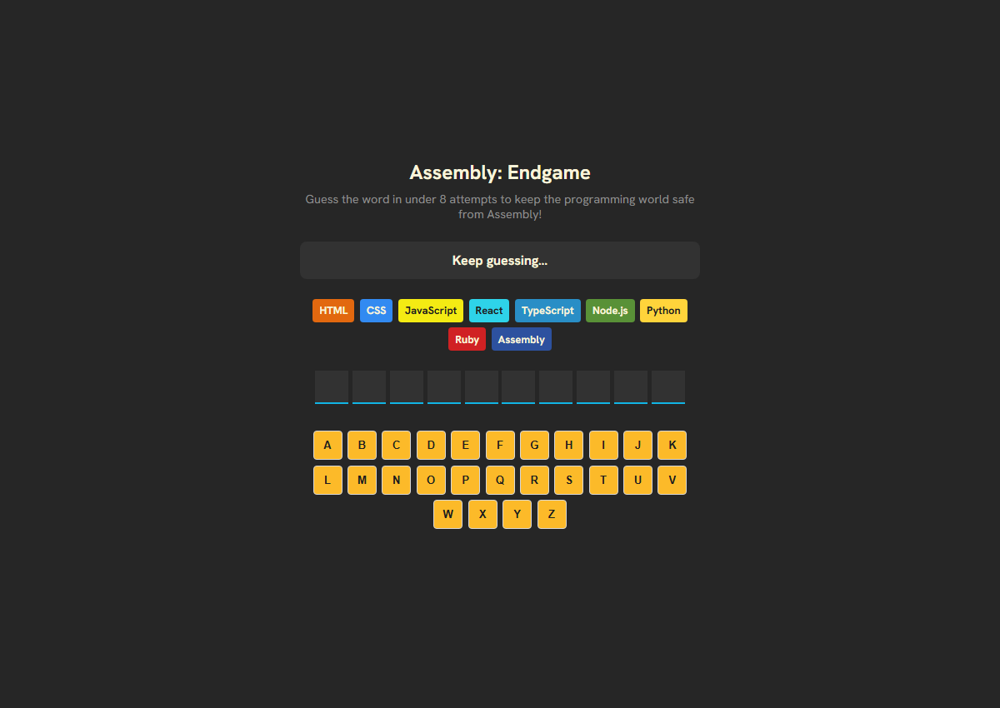 Assembly: Endgame
Guess the word in under 8 attempts to keep the programming world safe
from Assembly!
Keep guessing...
HTML CSS JavaScript React TypeScript Node.js Python
Ruby Assembly
A B C D E F G H I J K
L M N O P Q R S T U V
W X Y Z